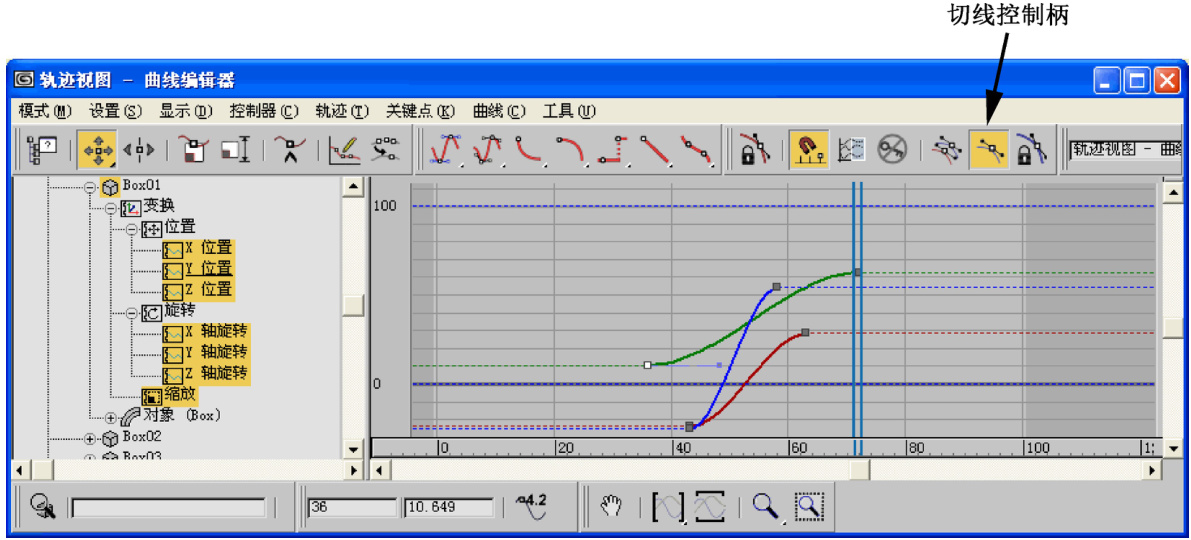 切线控制柄
轨迹视图 - 曲线编辑器
模式(M) 设置(S) 显示(D) 控制器(C) 轨迹(T) 关键点(K) 曲线(C) 工具(U)
轨迹视图 - 曲
Box01
变换
位置
X 位置
Y 位置
Z 位置
旋转
X 轴旋转
Y 轴旋转
Z 轴旋转
缩放
对象 (Box)
Box02
Box03
100
0
0 20 40 60 80 100
36 10.649 4.2